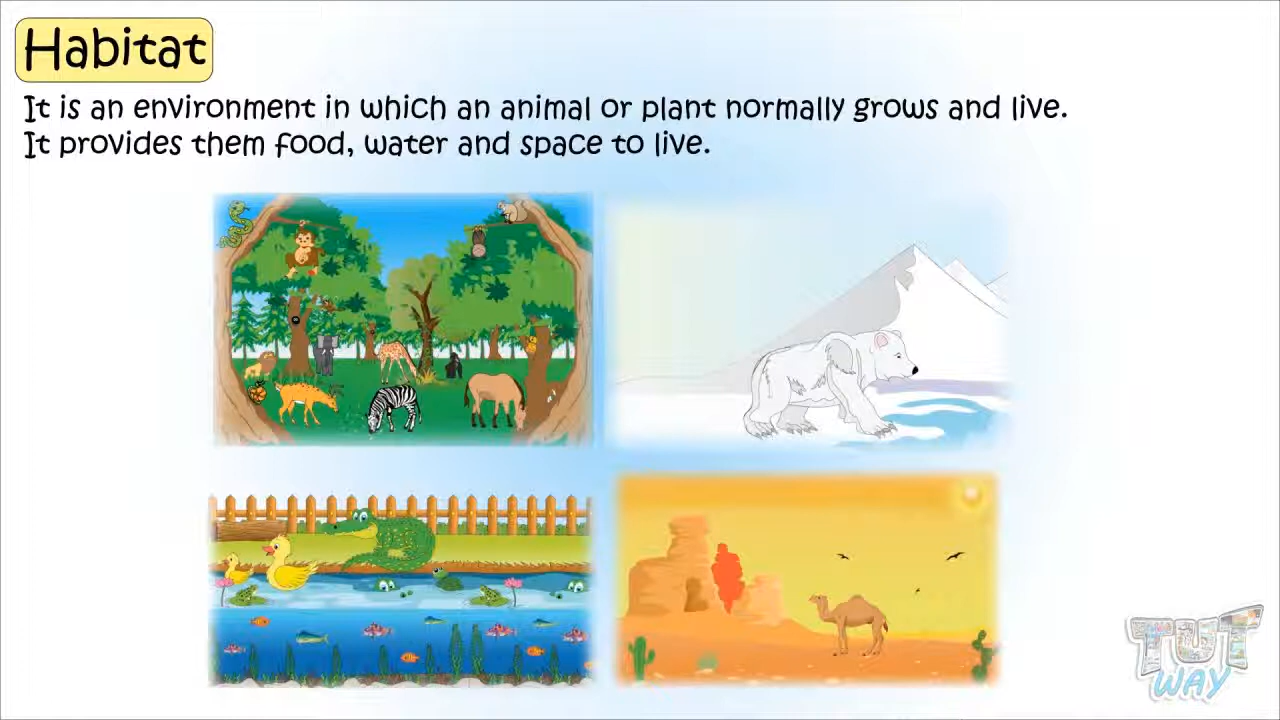 Habitat
It is an environment in which an animal or plant normally grows and live.
It provides them food, water and space to live.
TUT
WAY